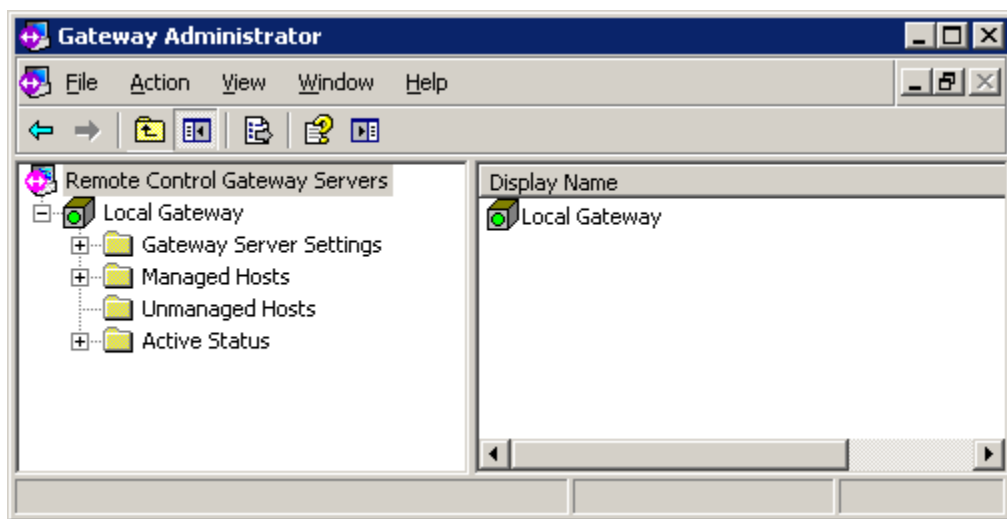 Gateway Administrator
File Action View Window Help
Remote Control Gateway Servers
Local Gateway
Gateway Server Settings
Managed Hosts
Unmanaged Hosts
Active Status
Display Name
Local Gateway